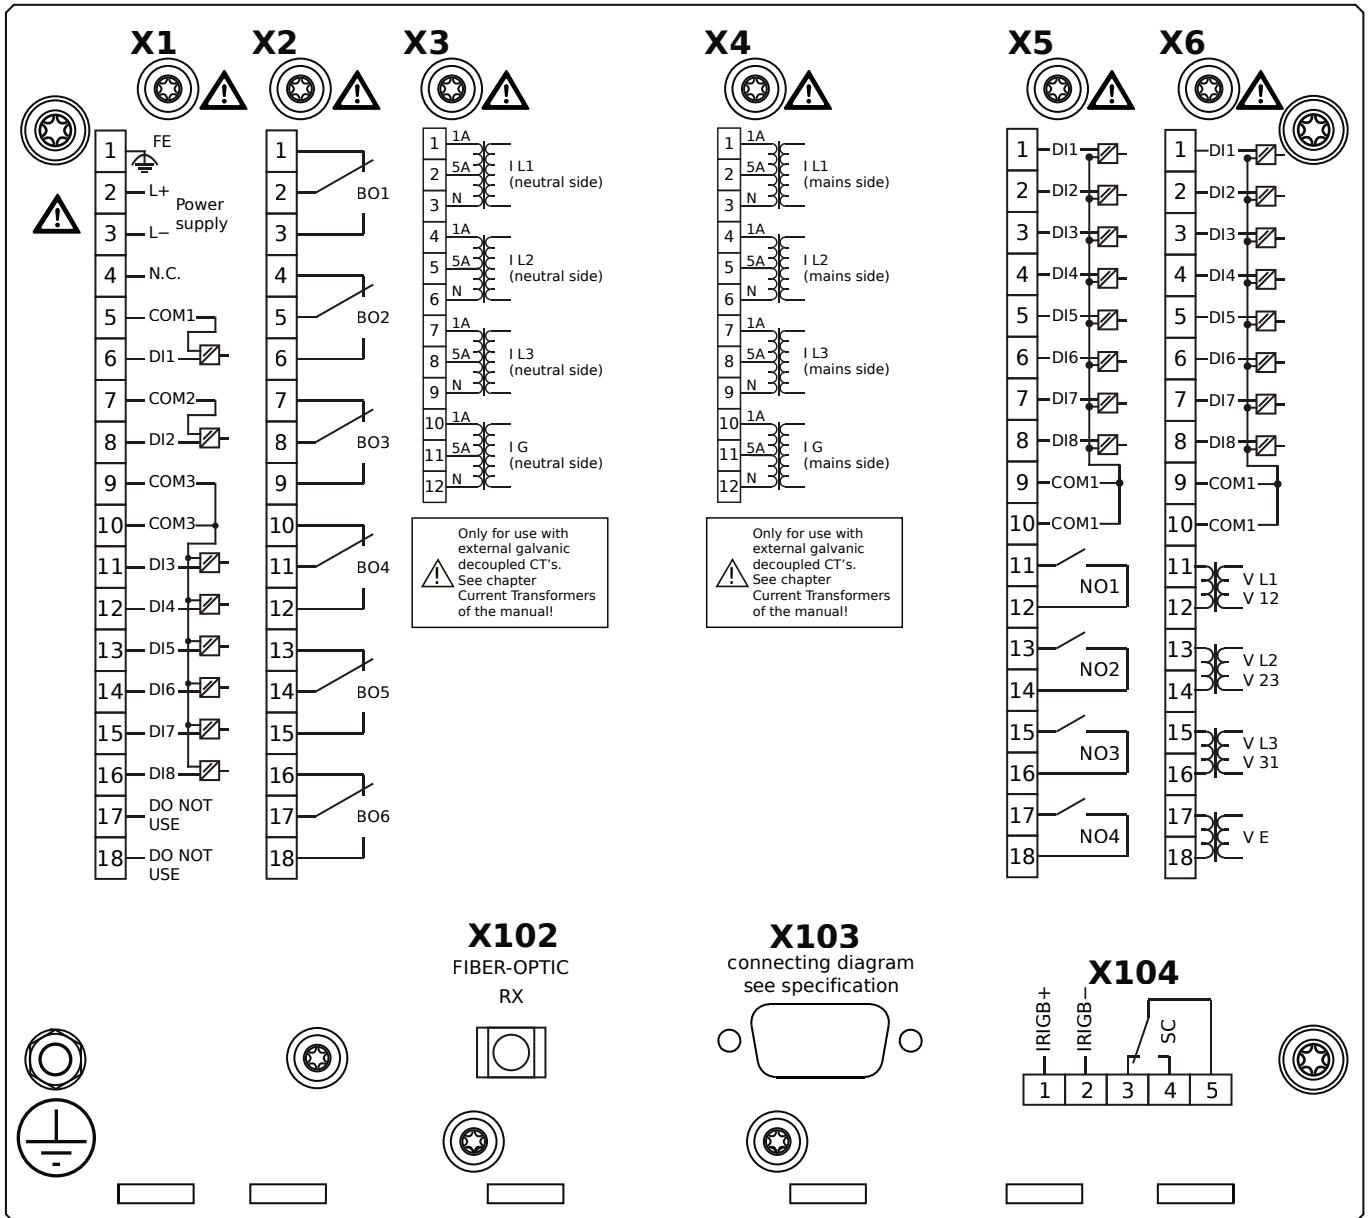 X1
1 FE
2 L+
Power
supply
3 L−
4 N.C.
5 COM1
6 DI1
7 COM2
8 DI2
9 COM3
10 COM3
11 DI3
12 DI4
13 DI5
14 DI6
15 DI7
16 DI8
17 DO NOT
USE
18 DO NOT
USE
X2
1
2 BO1
3
4
5 BO2
6
7
8 BO3
9
10
11 BO4
12
13
14 BO5
15
16
17 BO6
18
X3
1 1A
2 5A
3 N
I L1
(neutral side)
4 1A
5 5A
6 N
I L2
(neutral side)
7 1A
8 5A
9 N
I L3
(neutral side)
10 1A
11 5A
12 N
I G
(neutral side)
Only for use with
external galvanic
decoupled CT's.
See chapter
Current Transformers
of the manual!
X4
1 1A
2 5A
3 N
I L1
(mains side)
4 1A
5 5A
6 N
I L2
(mains side)
7 1A
8 5A
9 N
I L3
(mains side)
10 1A
11 5A
12 N
I G
(mains side)
Only for use with
external galvanic
decoupled CT's.
See chapter
Current Transformers
of the manual!
X5
1 DI1
2 DI2
3 DI3
4 DI4
5 DI5
6 DI6
7 DI7
8 DI8
9 COM1
10 COM1
11
NO1
12
13
NO2
14
15
NO3
16
17
NO4
18
X6
1 DI1
2 DI2
3 DI3
4 DI4
5 DI5
6 DI6
7 DI7
8 DI8
9 COM1
10 COM1
11 V L1
12 V 12
13 V L2
14 V 23
15 V L3
16 V 31
17
V E
18
X102
FIBER-OPTIC
RX
X103
connecting diagram
see specification
X104
IRIGB+
IRIGB−
SC
1 2 3 4 5